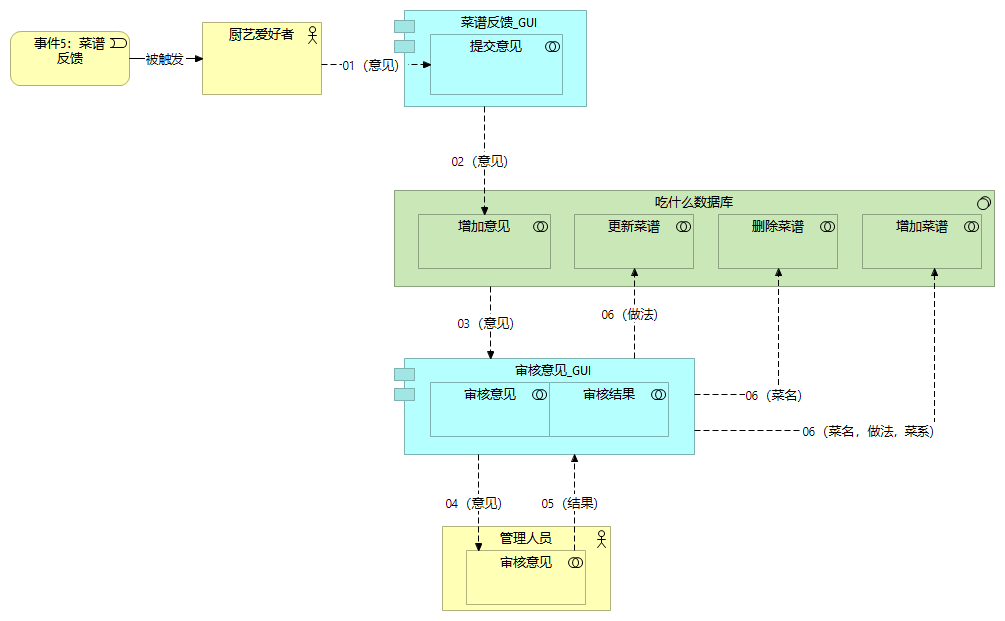 菜谱反馈_GUI
事件5：菜谱
反馈
被触发
厨艺爱好者
01（意见）
提交意见
02（意见）
吃什么数据库
增加意见
更新菜谱
删除菜谱
增加菜谱
03（意见）
06（做法）
审核意见_GUI
审核意见
审核结果
06（菜名）
06（菜名，做法，菜系）
04（意见）
05（结果）
管理人员
审核意见